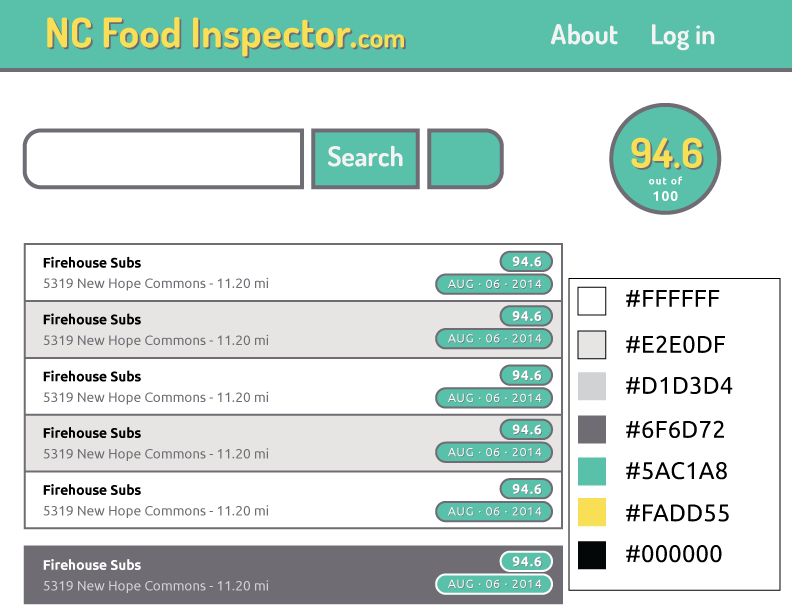 NC Food Inspector.com
About
Log in
Search
94.6
out of
100
Firehouse Subs
94.6
5319 New Hope Commons - 11.20 mi
AUG · 06 · 2014
Firehouse Subs
94.6
5319 New Hope Commons - 11.20 mi
AUG · 06 · 2014
Firehouse Subs
94.6
5319 New Hope Commons - 11.20 mi
AUG · 06 · 2014
Firehouse Subs
94.6
5319 New Hope Commons - 11.20 mi
AUG · 06 · 2014
Firehouse Subs
94.6
5319 New Hope Commons - 11.20 mi
AUG · 06 · 2014
Firehouse Subs
94.6
5319 New Hope Commons - 11.20 mi
AUG · 06 · 2014
#FFFFFF
#E2E0DF
#D1D3D4
#6F6D72
#5AC1A8
#FADD55
#000000